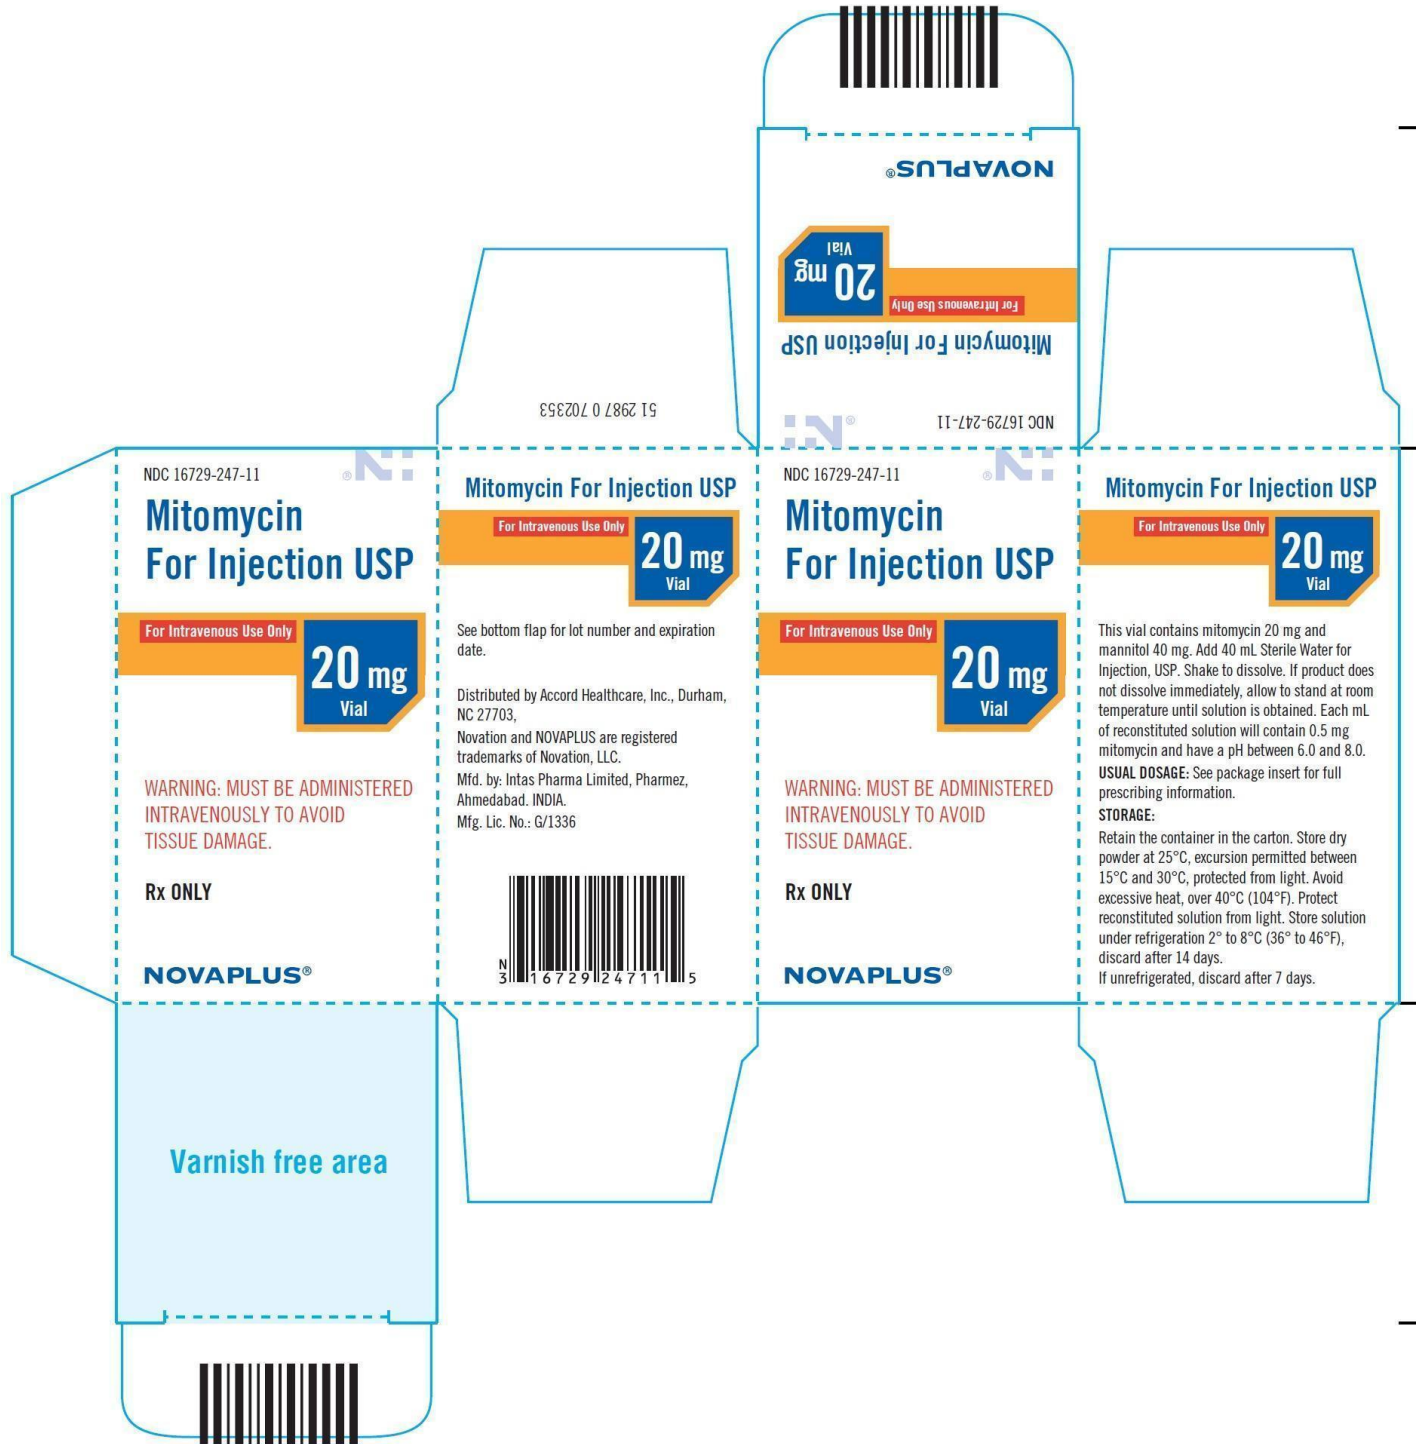 NOVAPLUS®
20 mg
Vial
For Intravenous Use Only
Mitomycin For Injection USP
NDC 16729-247-11
N®
51 2987 0 702353
NDC 16729-247-11
N®
Mitomycin
For Injection USP
For Intravenous Use Only
20 mg
Vial
WARNING: MUST BE ADMINISTERED
INTRAVENOUSLY TO AVOID
TISSUE DAMAGE.
Rx ONLY
NOVAPLUS®
Mitomycin For Injection USP
For Intravenous Use Only
20 mg
Vial
See bottom flap for lot number and expiration
date.
Distributed by Accord Healthcare, Inc., Durham,
NC 27703,
Novation and NOVAPLUS are registered
trademarks of Novation, LLC.
Mfd. by: Intas Pharma Limited, Pharmez,
Ahmedabad. INDIA.
Mfg. Lic. No.: G/1336
N
3 16729 24711 5
NDC 16729-247-11
N®
Mitomycin
For Injection USP
For Intravenous Use Only
20 mg
Vial
WARNING: MUST BE ADMINISTERED
INTRAVENOUSLY TO AVOID
TISSUE DAMAGE.
Rx ONLY
NOVAPLUS®
Mitomycin For Injection USP
For Intravenous Use Only
20 mg
Vial
This vial contains mitomycin 20 mg and
mannitol 40 mg. Add 40 mL Sterile Water for
Injection, USP. Shake to dissolve. If product does
not dissolve immediately, allow to stand at room
temperature until solution is obtained. Each mL
of reconstituted solution will contain 0.5 mg
mitomycin and have a pH between 6.0 and 8.0.
USUAL DOSAGE: See package insert for full
prescribing information.
STORAGE:
Retain the container in the carton. Store dry
powder at 25°C, excursion permitted between
15°C and 30°C, protected from light. Avoid
excessive heat, over 40°C (104°F). Protect
reconstituted solution from light. Store solution
under refrigeration 2° to 8°C (36° to 46°F),
discard after 14 days.
If unrefrigerated, discard after 7 days.
Varnish free area